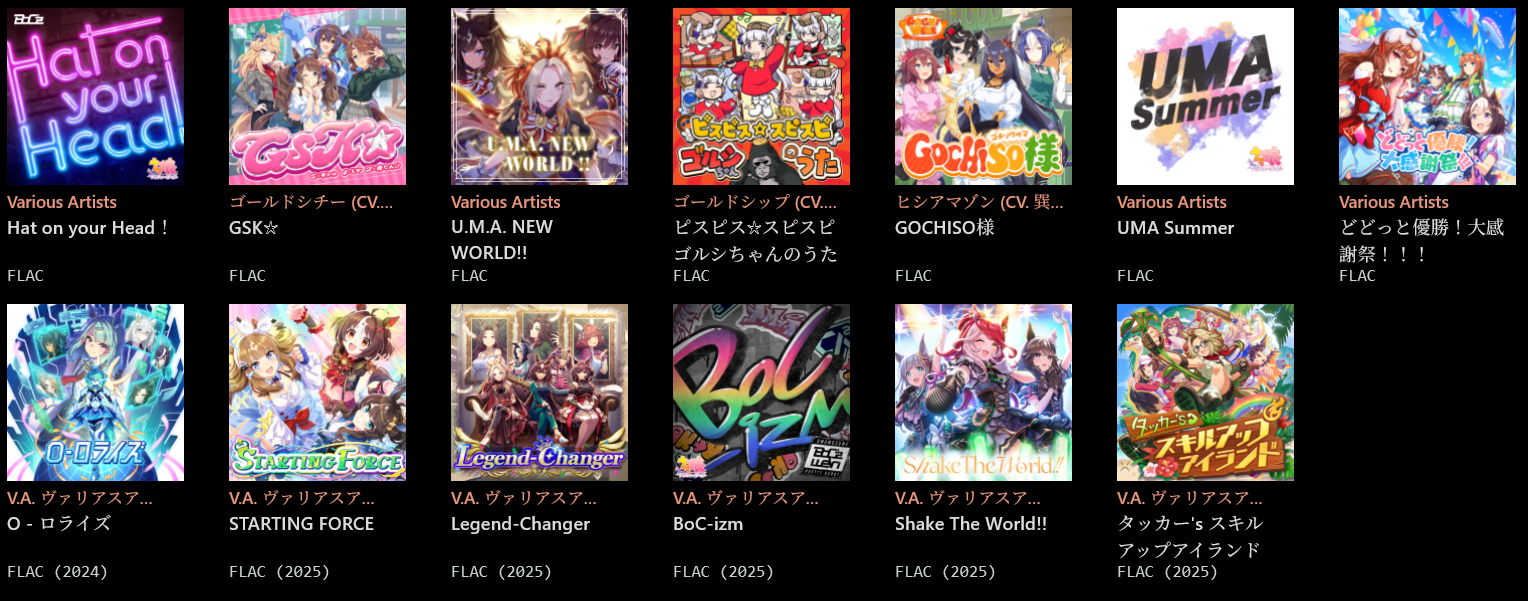 BoCz
Hat on
your
Head!
GSK☆
U.M.A. NEW
WORLD!!
ピスピス☆スピスピ
ゴルシちゃんのうた
ゴチソウサマ
GOCHISO様
UMA
Summer
どどっと優勝!
大感謝祭!!
Various Artists
ゴールドシチー (CV....
Various Artists
ゴールドシップ (CV....
ヒシアマゾン (CV. 巽...
Various Artists
Various Artists
Hat on your Head！
GSK☆
U.M.A. NEW
WORLD!!
ピスピス☆スピスピ
ゴルシちゃんのうた
GOCHISO様
UMA Summer
どどっと優勝！大感
謝祭！！！
FLAC
FLAC
FLAC
FLAC
FLAC
FLAC
FLAC
O-ロライズ
STARTING FORCE
Legend-Changer
BoC
'izm
Shake The World!!
タッカー'sの
スキルアップ
アイランド
V.A. ヴァリアスア...
V.A. ヴァリアスア...
V.A. ヴァリアスア...
V.A. ヴァリアスア...
V.A. ヴァリアスア...
V.A. ヴァリアスア...
O - ロライズ
STARTING FORCE
Legend-Changer
BoC-izm
Shake The World!!
タッカー's スキル
アップアイランド
FLAC (2024)
FLAC (2025)
FLAC (2025)
FLAC (2025)
FLAC (2025)
FLAC (2025)